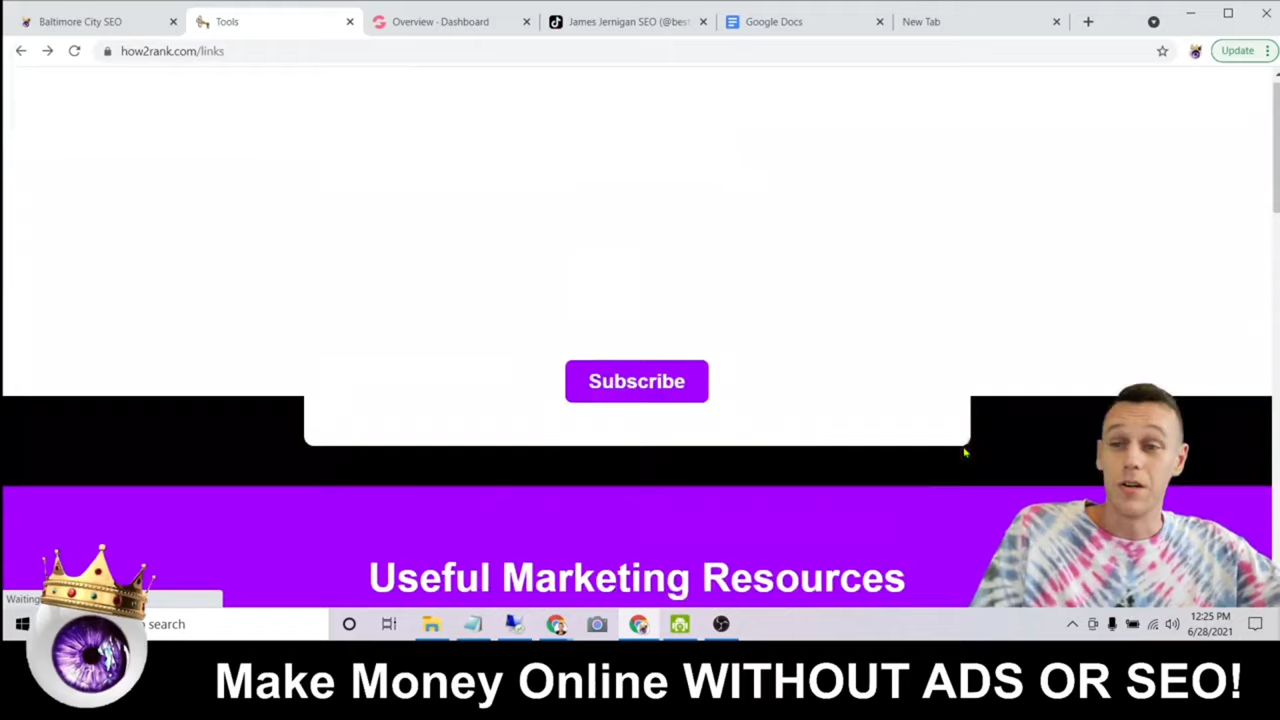 Baltimore City SEO
Tools
Overview - Dashboard
James Jernigan SEO (@best
Google Docs
New Tab
how2rank.com/links
Update
Subscribe
Useful Marketing Resources
Waiting
search
12:25 PM
6/28/2021
Make Money Online WITHOUT ADS OR SEO!